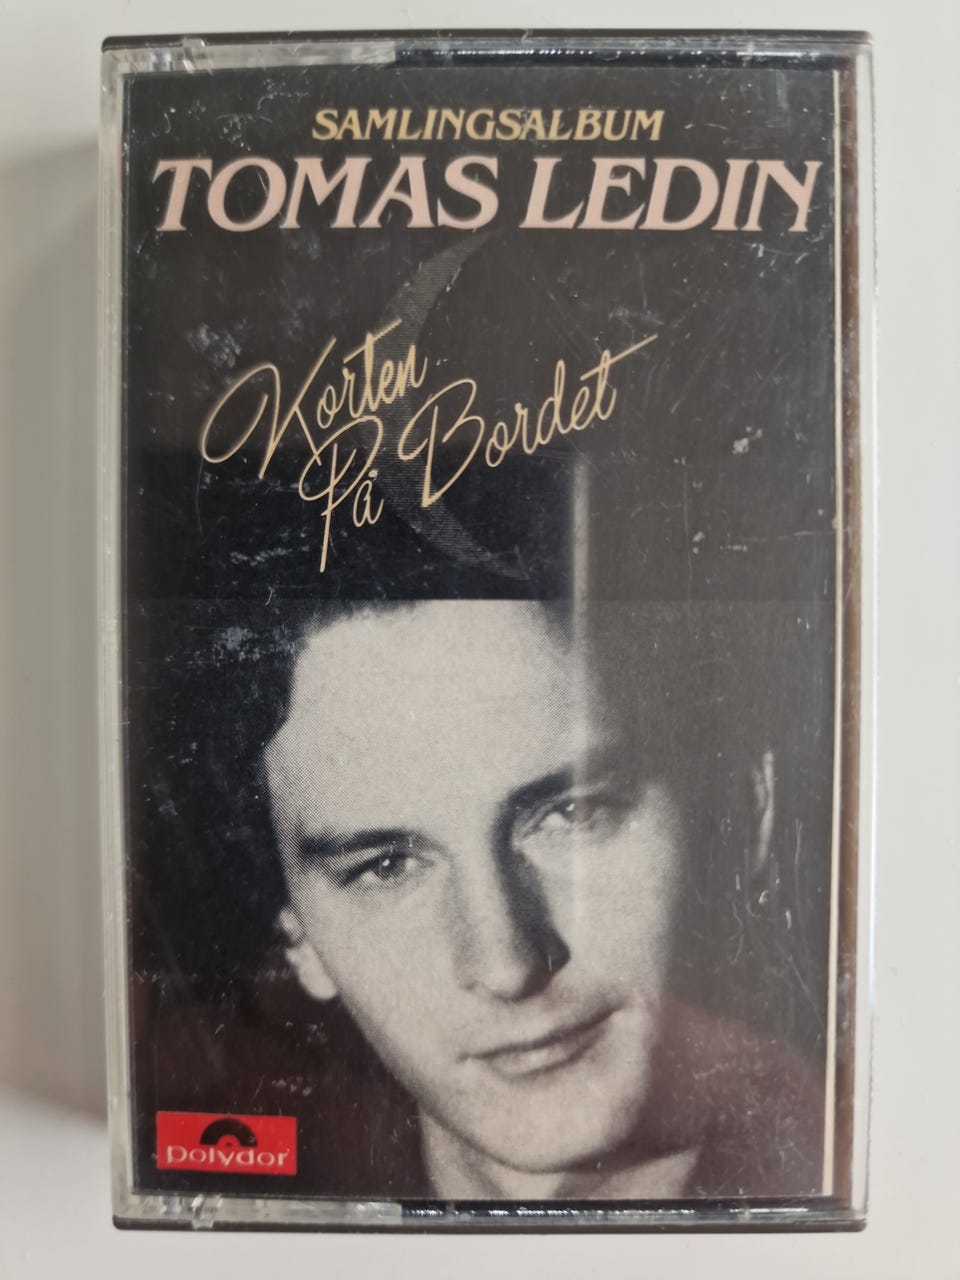 SAMLINGSALBUM
TOMAS LEDIN
Korten
På Bordet
polydor